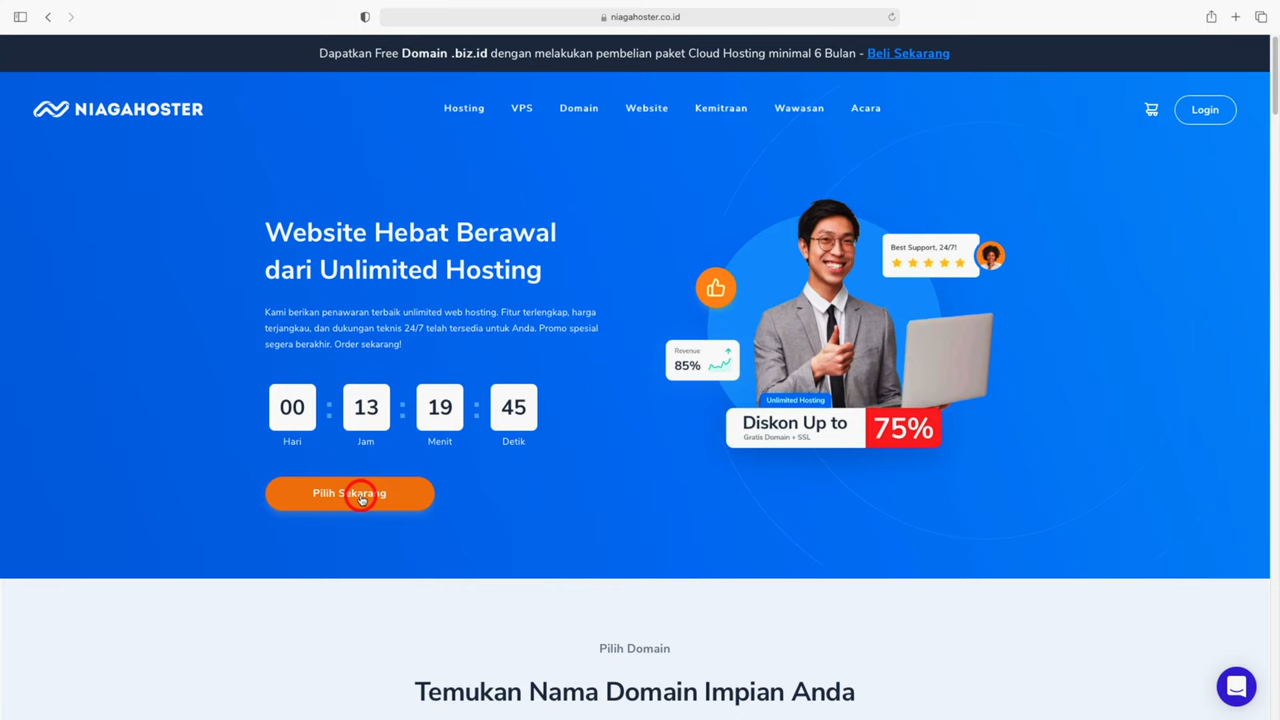 niagahoster.co.id
Dapatkan Free Domain .biz.id dengan melakukan pembelian paket Cloud Hosting minimal 6 Bulan - Beli Sekarang
NIAGAHOSTER
Hosting VPS Domain Website Kemitraan Wawasan Acara
Login
Website Hebat Berawal
dari Unlimited Hosting
Kami berikan penawaran terbaik unlimited web hosting. Fitur terlengkap, harga
terjangkau, dan dukungan teknis 24/7 telah tersedia untuk Anda. Promo spesial
segera berakhir. Order sekarang!
00 : 13 : 19 : 45
Hari Jam Menit Detik
Pilih Sekarang
Best Support, 24/7!
Revenue
85%
Unlimited Hosting
Diskon Up to 75%
Gratis Domain + SSL
Pilih Domain
Temukan Nama Domain Impian Anda